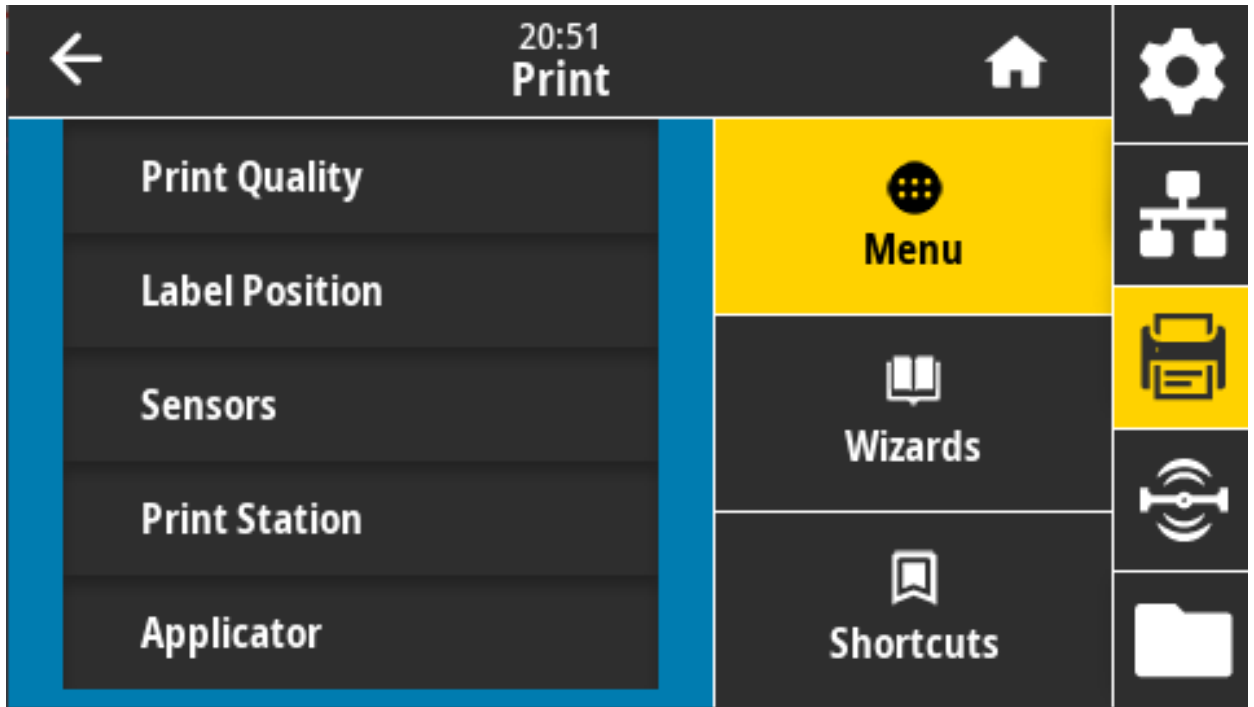 20:51
Print
Print Quality
Label Position
Sensors
Print Station
Applicator
Menu
Wizards
Shortcuts